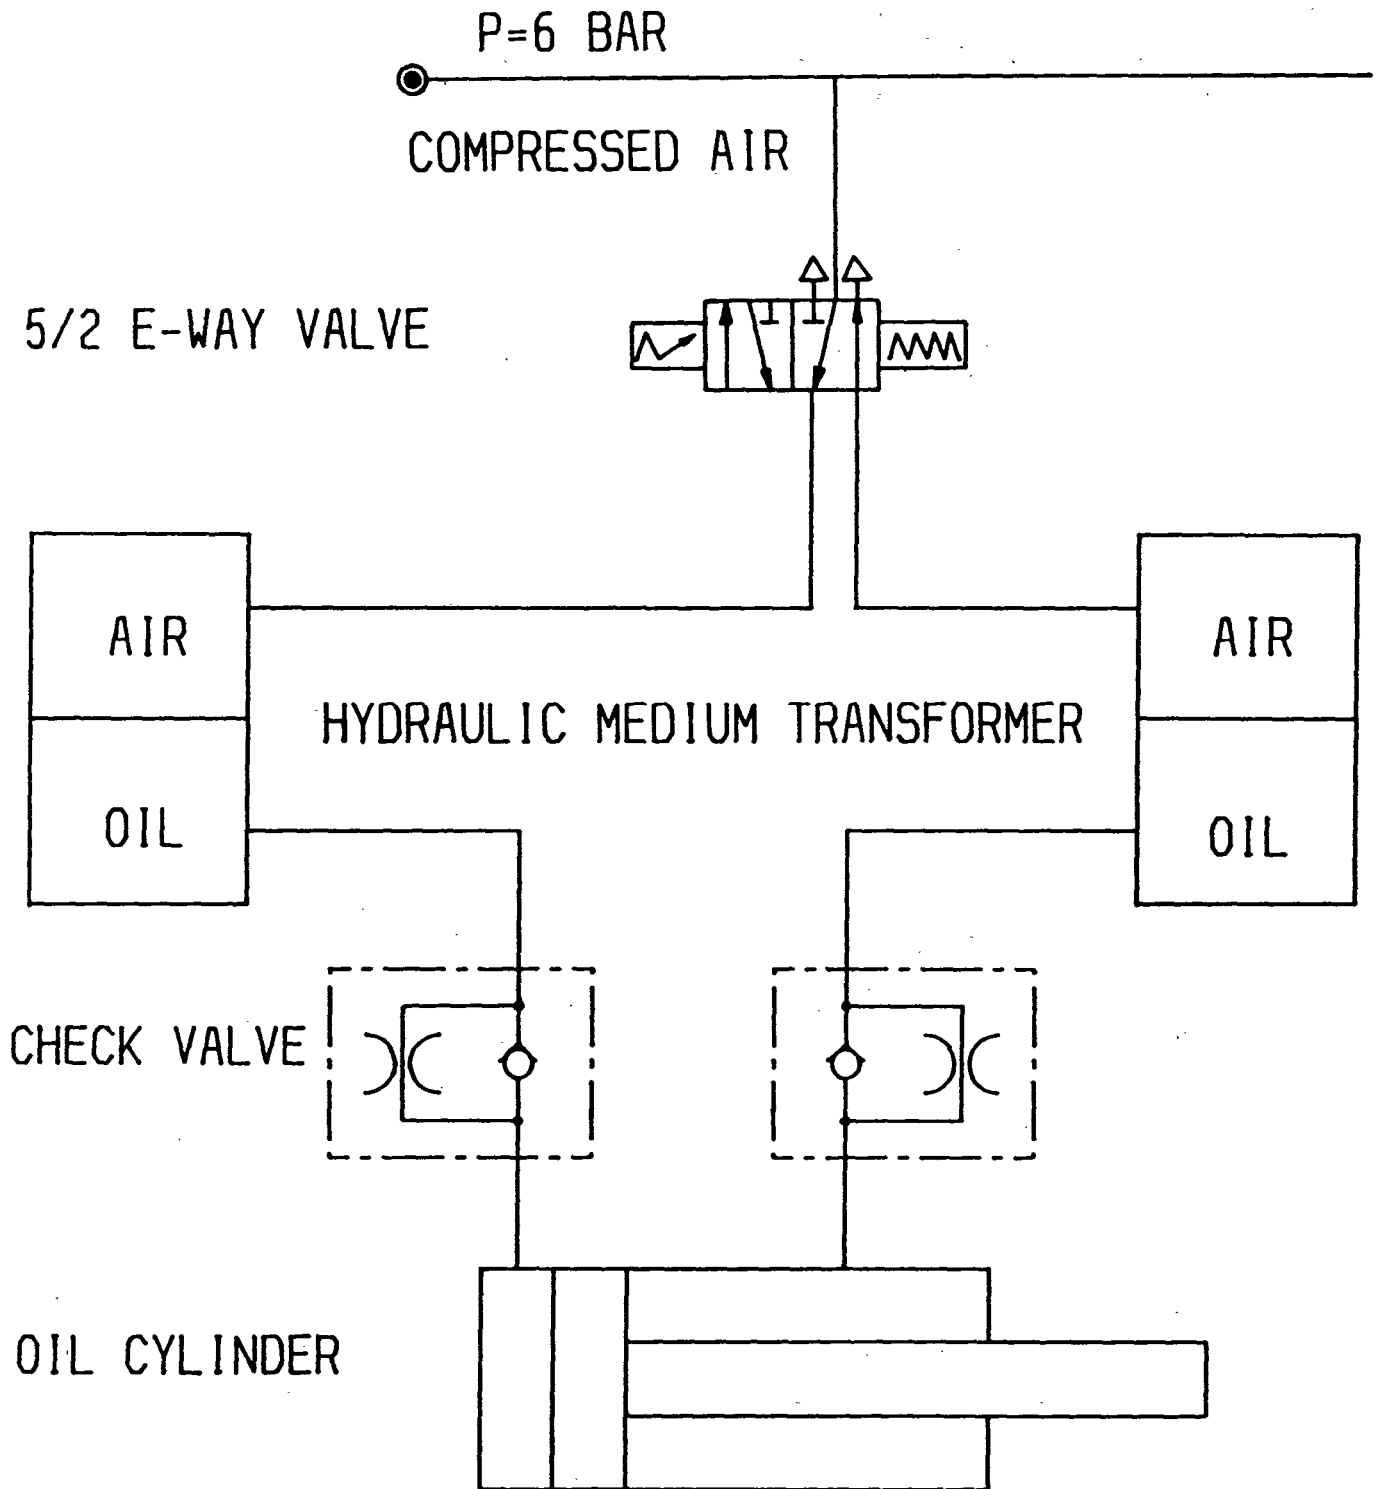 P=6 BAR
COMPRESSED AIR
5/2 E-WAY VALVE
AIR
AIR
HYDRAULIC MEDIUM TRANSFORMER
OIL
OIL
CHECK VALVE
OIL CYLINDER